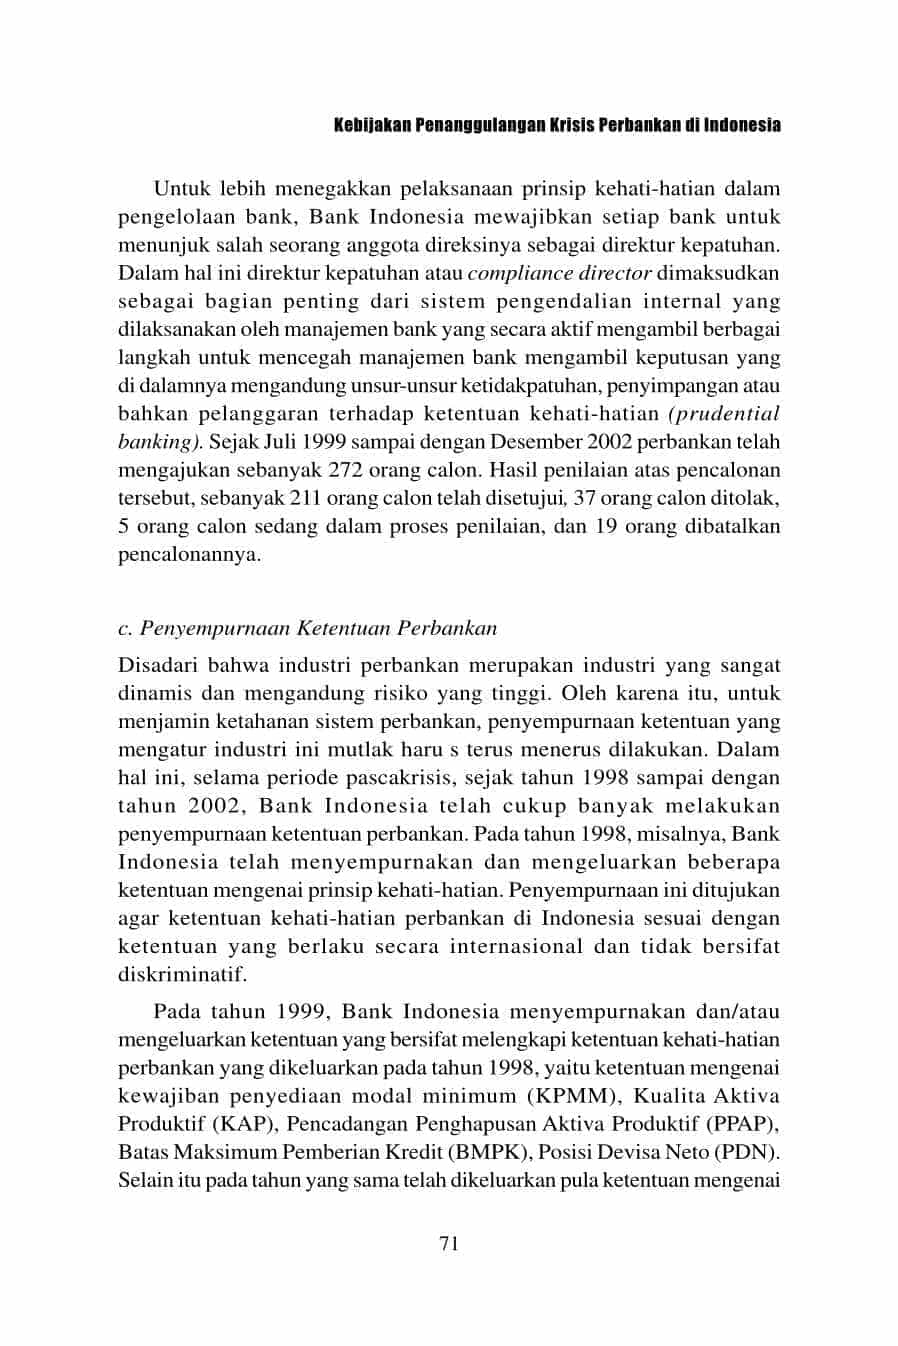 Kebijakan Penanggulangan Krisis Perbankan di Indonesia
Untuk lebih menegakkan pelaksanaan prinsip kehati-hatian dalam
pengelolaan bank, Bank Indonesia mewajibkan setiap bank untuk
menunjuk salah seorang anggota direksinya sebagai direktur kepatuhan.
Dalam hal ini direktur kepatuhan atau compliance director dimaksudkan
sebagai bagian penting dari sistem pengendalian internal yang
dilaksanakan oleh manajemen bank yang secara aktif mengambil berbagai
langkah untuk mencegah manajemen bank mengambil keputusan yang
di dalamnya mengandung unsur-unsur ketidakpatuhan, penyimpangan atau
bahkan pelanggaran terhadap ketentuan kehati-hatian (prudential
banking). Sejak Juli 1999 sampai dengan Desember 2002 perbankan telah
mengajukan sebanyak 272 orang calon. Hasil penilaian atas pencalonan
tersebut, sebanyak 211 orang calon telah disetujui, 37 orang calon ditolak,
5 orang calon sedang dalam proses penilaian, dan 19 orang dibatalkan
pencalonannya.
c. Penyempurnaan Ketentuan Perbankan
Disadari bahwa industri perbankan merupakan industri yang sangat
dinamis dan mengandung risiko yang tinggi. Oleh karena itu, untuk
menjamin ketahanan sistem perbankan, penyempurnaan ketentuan yang
mengatur industri ini mutlak haru s terus menerus dilakukan. Dalam
hal ini, selama periode pascakrisis, sejak tahun 1998 sampai dengan
tahun 2002, Bank Indonesia telah cukup banyak melakukan
penyempurnaan ketentuan perbankan. Pada tahun 1998, misalnya, Bank
Indonesia telah menyempurnakan dan mengeluarkan beberapa
ketentuan mengenai prinsip kehati-hatian. Penyempurnaan ini ditujukan
agar ketentuan kehati-hatian perbankan di Indonesia sesuai dengan
ketentuan yang berlaku secara internasional dan tidak bersifat
diskriminatif.
Pada tahun 1999, Bank Indonesia menyempurnakan dan/atau
mengeluarkan ketentuan yang bersifat melengkapi ketentuan kehati-hatian
perbankan yang dikeluarkan pada tahun 1998, yaitu ketentuan mengenai
kewajiban penyediaan modal minimum (KPMM), Kualita Aktiva
Produktif (KAP), Pencadangan Penghapusan Aktiva Produktif (PPAP),
Batas Maksimum Pemberian Kredit (BMPK), Posisi Devisa Neto (PDN).
Selain itu pada tahun yang sama telah dikeluarkan pula ketentuan mengenai
71